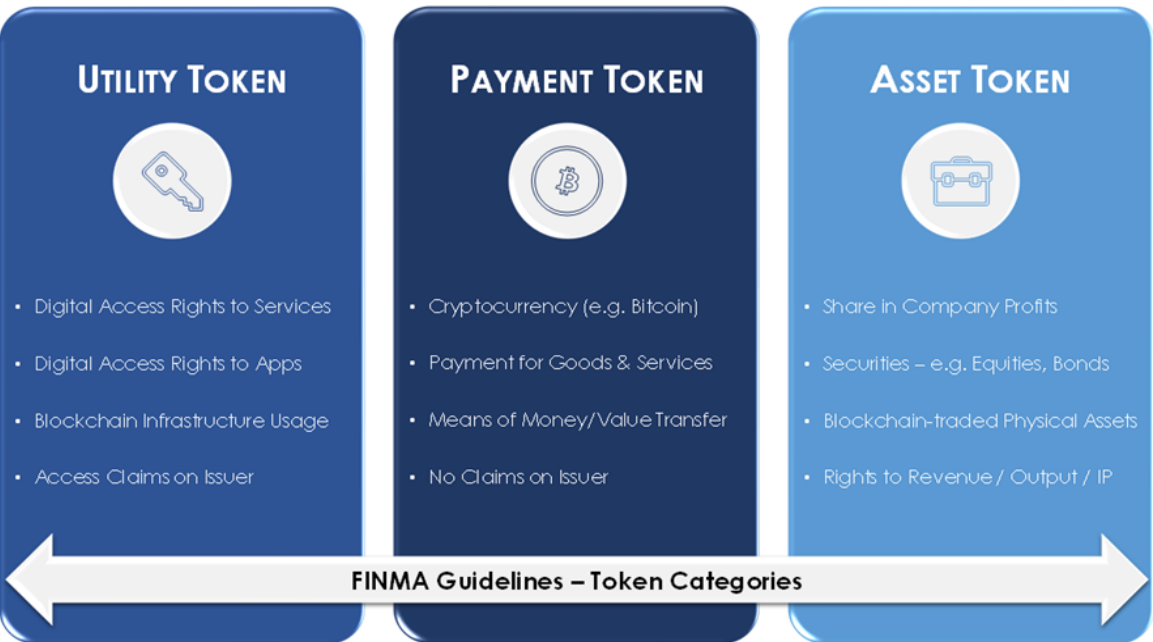 UTILITY TOKEN
▪ Digital Access Rights to Services
▪ Digital Access Rights to Apps
▪ Blockchain Infrastructure Usage
▪ Access Claims on Issuer
PAYMENT TOKEN
▪ Cryptocurrency (e.g. Bitcoin)
▪ Payment for Goods & Services
▪ Means of Money/Value Transfer
▪ No Claims on Issuer
ASSET TOKEN
▪ Share in Company Profits
▪ Securities – e.g. Equities, Bonds
▪ Blockchain-traded Physical Assets
▪ Rights to Revenue / Output / IP
FINMA Guidelines – Token Categories